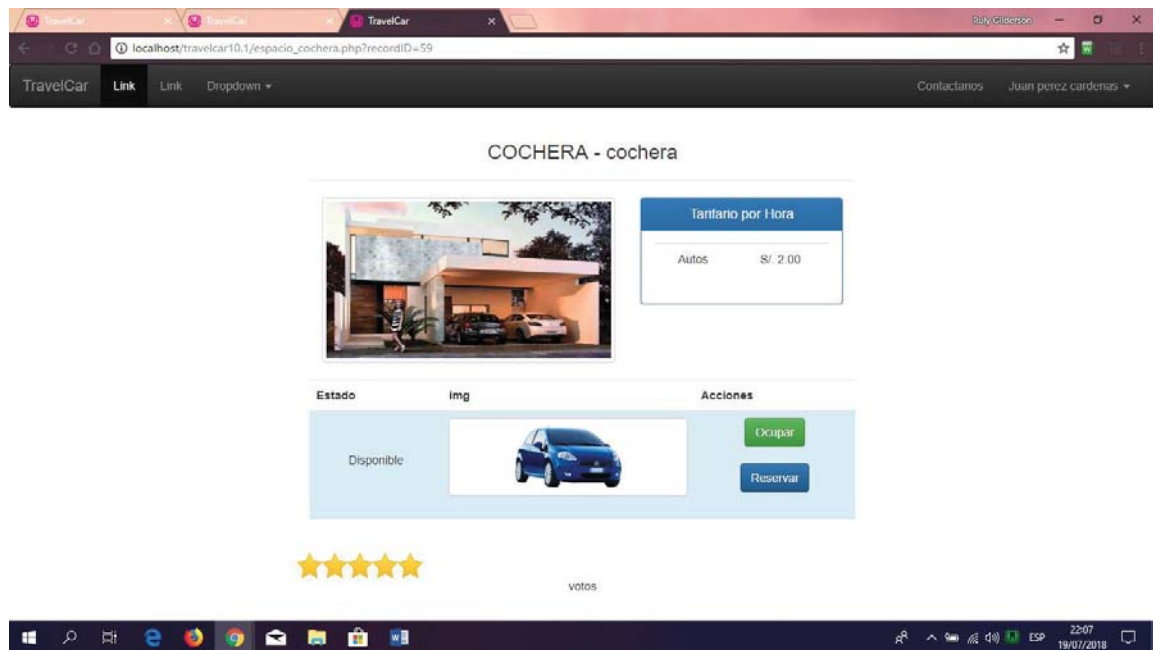 TravelCar
TravelCar
TravelCar
Ruly Gilderson
localhost/travelcar10.1/espacio_cochera.php?recordID=59
TravelCar Link Link Dropdown Contactanos Juan perez cardenas
COCHERA - cochera
Tarifario por Hora
Autos S/. 2.00
Estado img Acciones
Disponible
Ocupar
Reservar
votos
ESP
22:07
19/07/2018